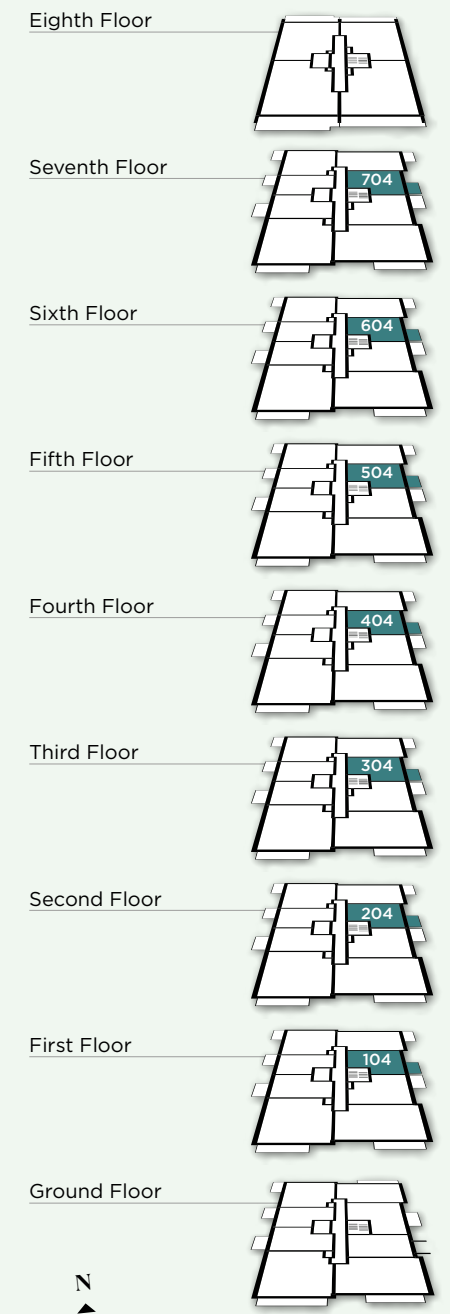 Eighth Floor
Seventh Floor
704
Sixth Floor
604
Fifth Floor
504
Fourth Floor
404
Third Floor
304
Second Floor
204
First Floor
104
Ground Floor
N